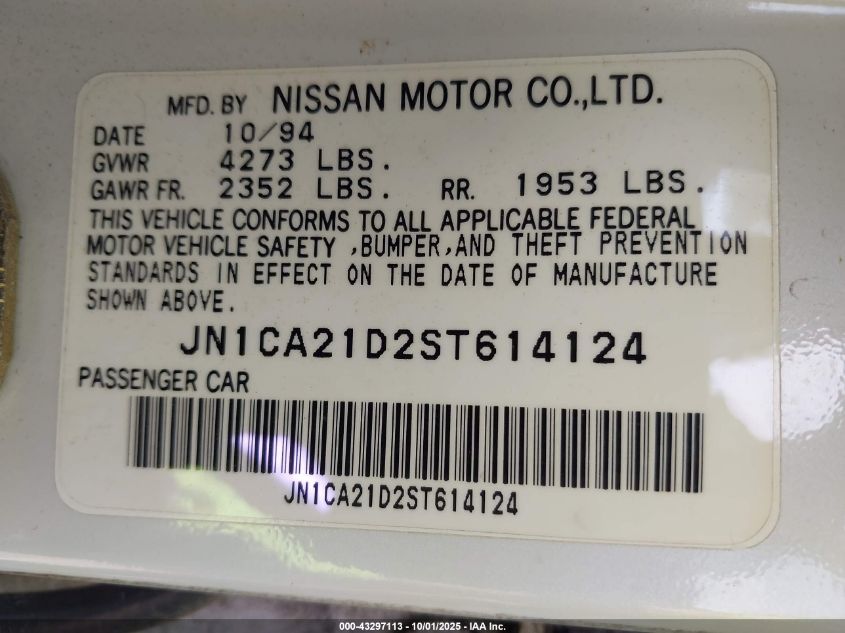 MFD. BY NISSAN MOTOR CO.,LTD.
DATE 10/94
GVWR 4273 LBS.
GAWR FR. 2352 LBS. RR. 1953 LBS.
THIS VEHICLE CONFORMS TO ALL APPLICABLE FEDERAL
MOTOR VEHICLE SAFETY ,BUMPER,AND THEFT PREVENTION
STANDARDS IN EFFECT ON THE DATE OF MANUFACTURE
SHOWN ABOVE.
JN1CA21D2ST614124
PASSENGER CAR
JN1CA21D2ST614124
000-43297113 - 10/01/2025 - IAA Inc.